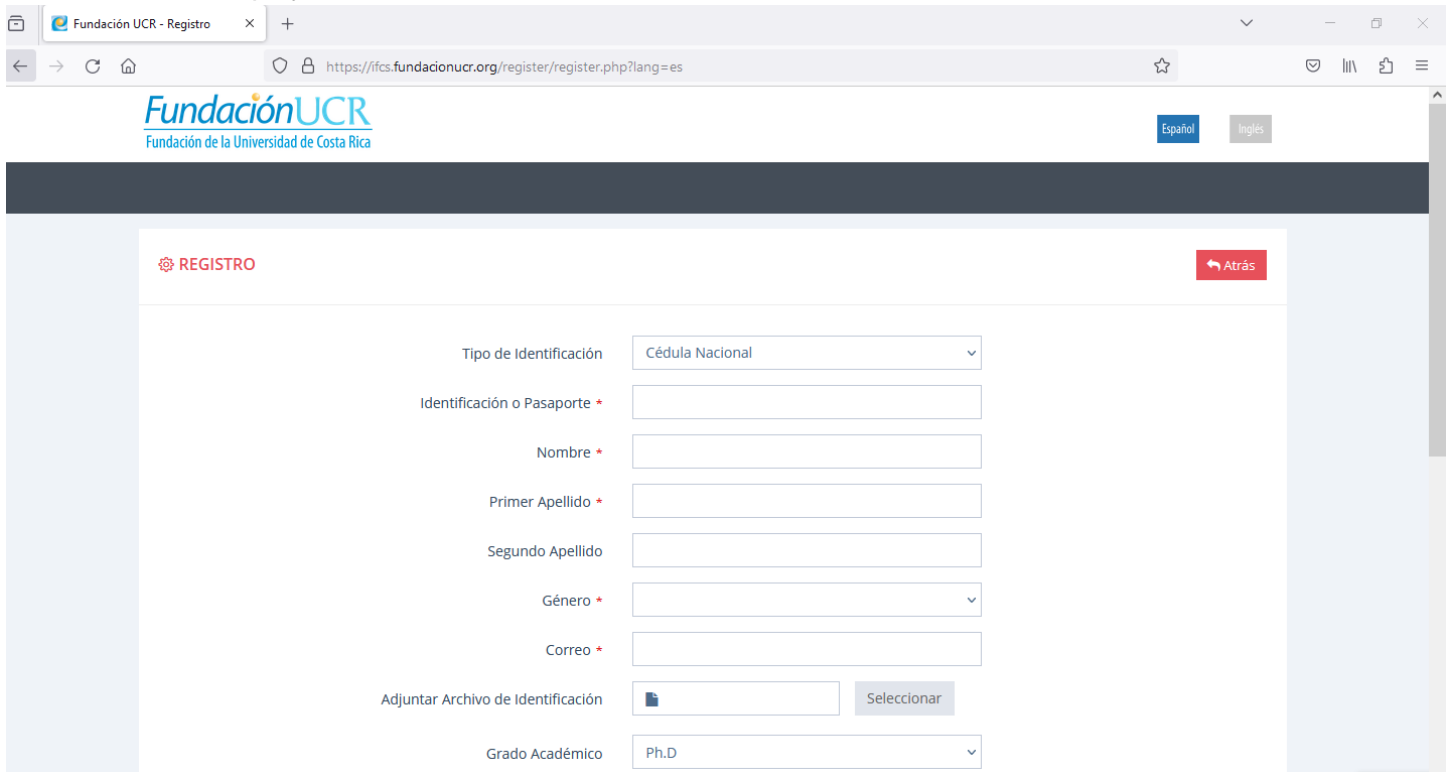 Fundación UCR - Registro
https://ifcs.fundacionucr.org/register/register.php?lang=es
FundaciónUCR
Fundación de la Universidad de Costa Rica
Español Inglés
REGISTRO
Atrás
Tipo de Identificación Cédula Nacional
Identificación o Pasaporte *
Nombre *
Primer Apellido *
Segundo Apellido
Género *
Correo *
Adjuntar Archivo de Identificación Seleccionar
Grado Académico Ph.D